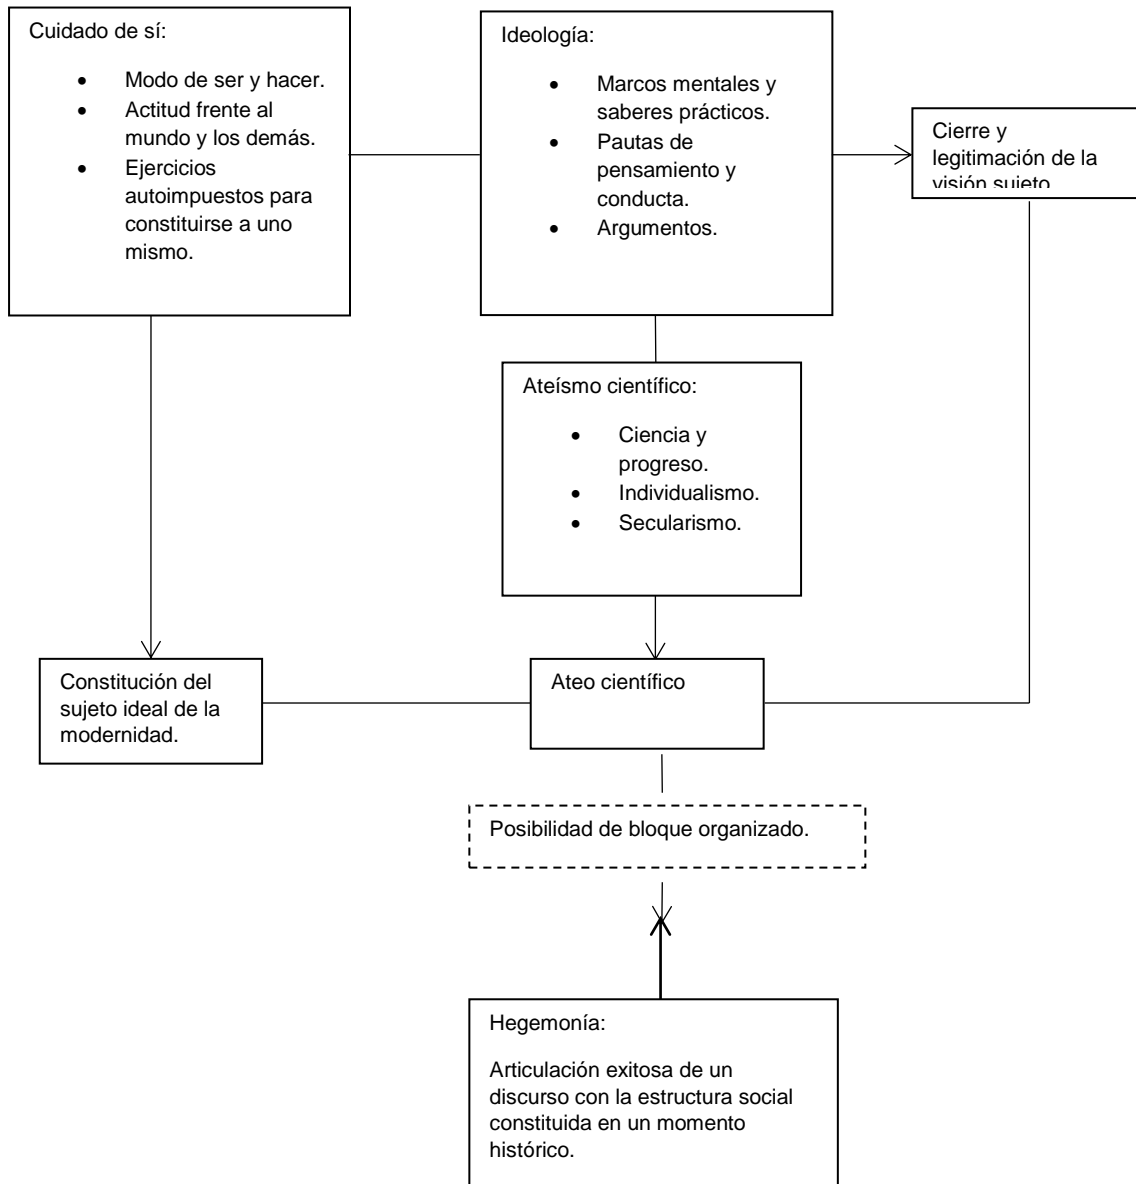 Cuidado de sí:
• Modo de ser y hacer.
• Actitud frente al
mundo y los demás.
• Ejercicios
autoimpuestos para
constituirse a uno
mismo.
Ideología:
• Marcos mentales y
saberes prácticos.
• Pautas de
pensamiento y
conducta.
• Argumentos.
Cierre y
legitimación de la
visión sujeto
Ateísmo científico:
• Ciencia y
progreso.
• Individualismo.
• Secularismo.
Constitución del
sujeto ideal de la
modernidad.
Ateo científico
Posibilidad de bloque organizado.
Hegemonía:
Articulación exitosa de un
discurso con la estructura social
constituida en un momento
histórico.